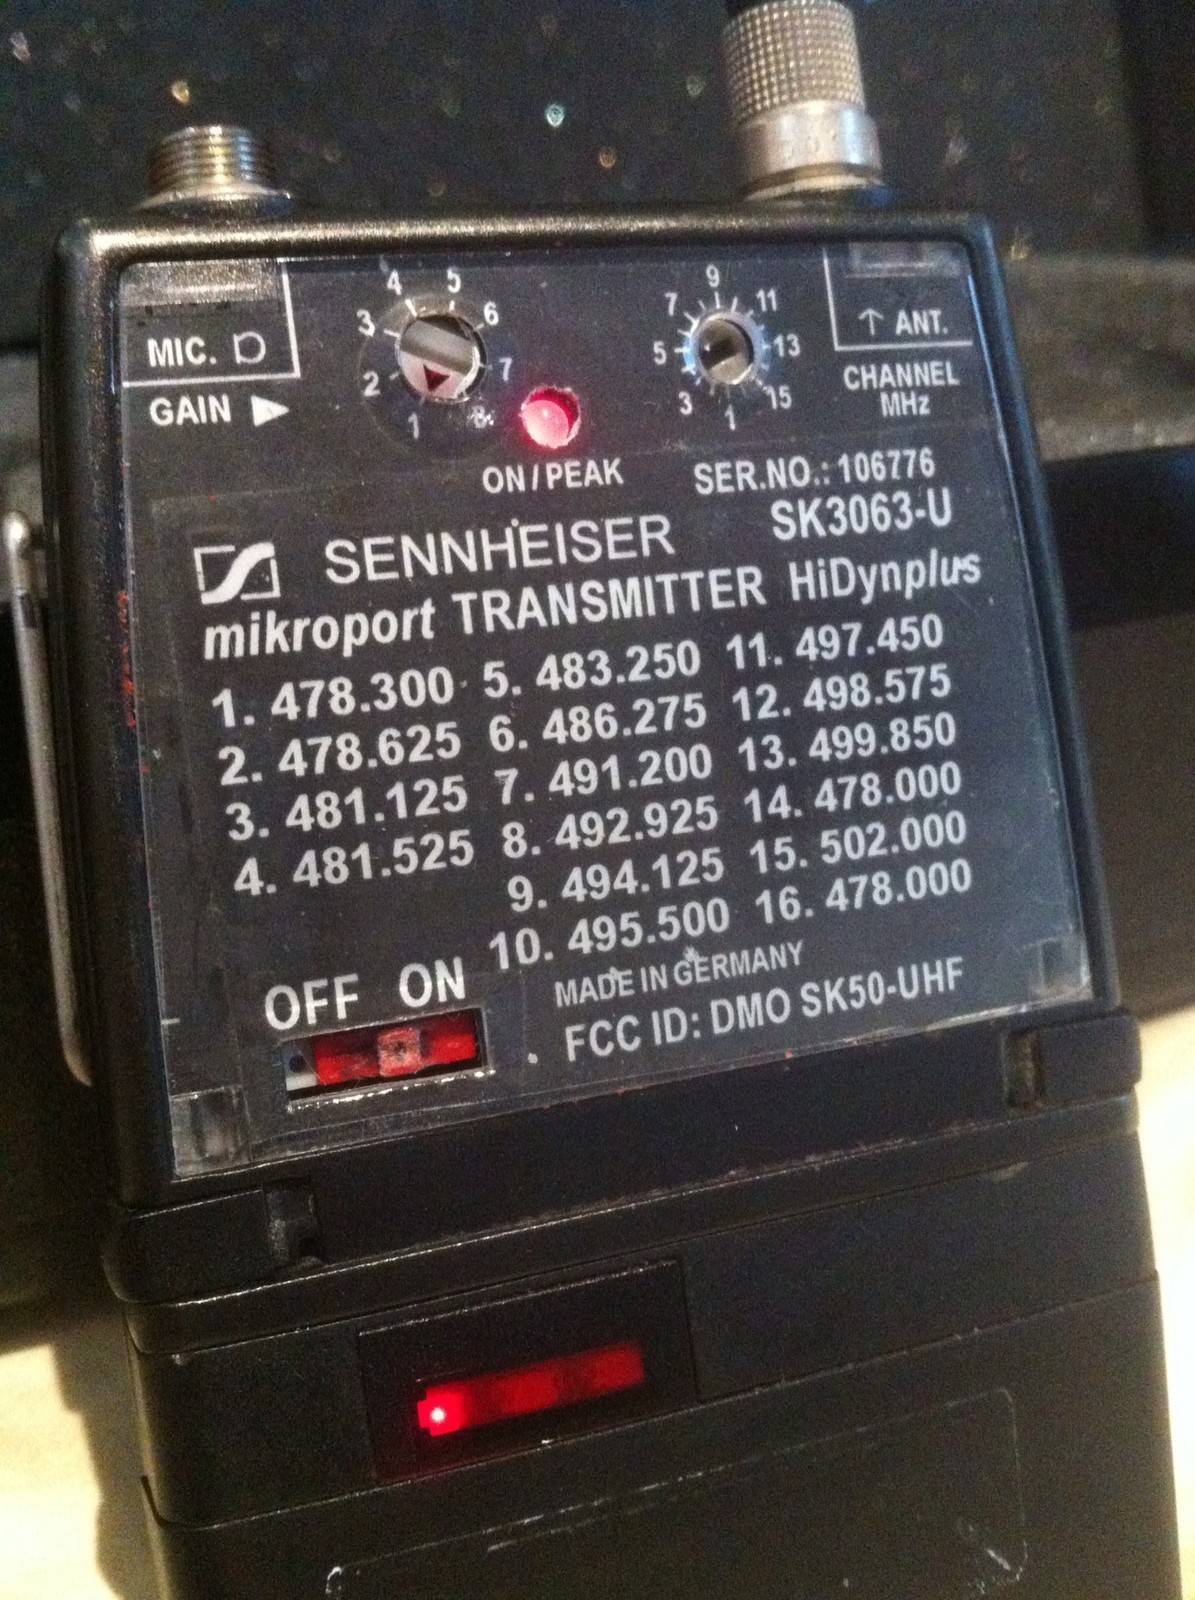 4 5
3 6
2 7
1 8
9
7 11
5 13
3 15
1
MIC.
↑ ANT.
GAIN ▶
CHANNEL
MHz
ON/PEAK
SER.NO.: 106776
SENNHEISER SK3063-U
mikroport TRANSMITTER HiDynplus
1. 478.300 5. 483.250 11. 497.450
2. 478.625 6. 486.275 12. 498.575
3. 481.125 7. 491.200 13. 499.850
4. 481.525 8. 492.925 14. 478.000
9. 494.125 15. 502.000
10. 495.500 16. 478.000
OFF ON
MADE IN GERMANY
FCC ID: DMO SK50-UHF